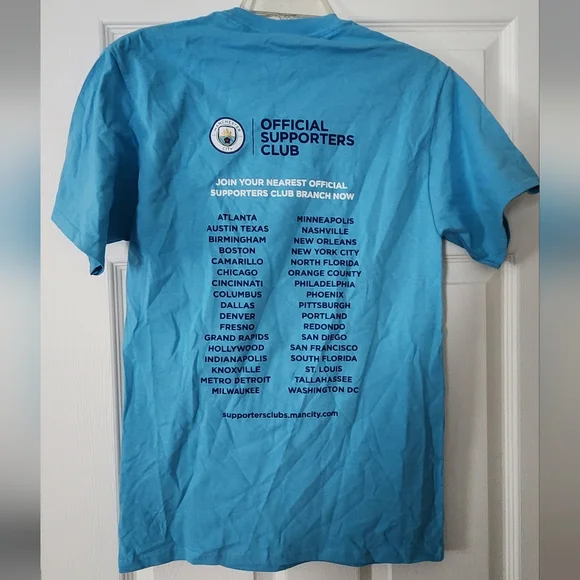 MANCHESTER
CITY
OFFICIAL
SUPPORTERS
CLUB
JOIN YOUR NEAREST OFFICIAL
SUPPORTERS CLUB BRANCH NOW
ATLANTA
AUSTIN TEXAS
BIRMINGHAM
BOSTON
CAMARILLO
CHICAGO
CINCINNATI
COLUMBUS
DALLAS
DENVER
FRESNO
GRAND RAPIDS
HOLLYWOOD
INDIANAPOLIS
KNOXVILLE
METRO DETROIT
MILWAUKEE
MINNEAPOLIS
NASHVILLE
NEW ORLEANS
NEW YORK CITY
NORTH FLORIDA
ORANGE COUNTY
PHILADELPHIA
PHOENIX
PITTSBURGH
PORTLAND
REDONDO
SAN DIEGO
SAN FRANCISCO
SOUTH FLORIDA
ST. LOUIS
TALLAHASSEE
WASHINGTON DC
supportersclubs.mancity.com